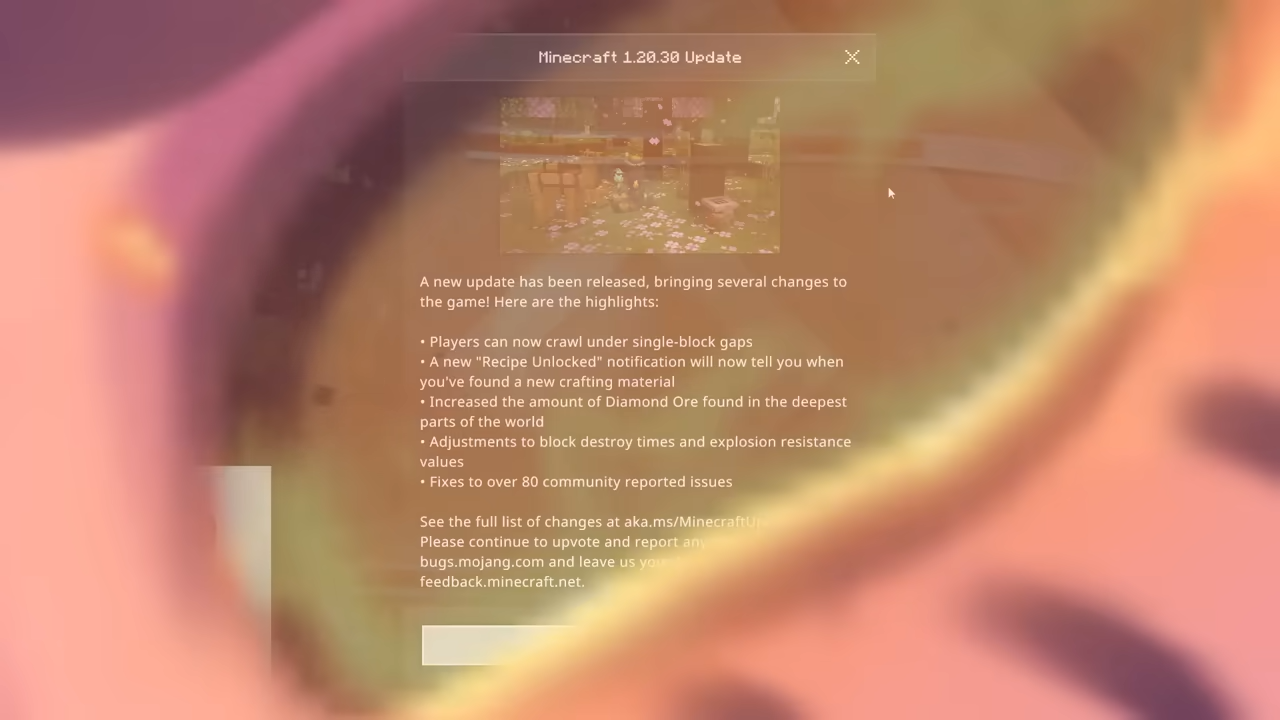 Minecraft 1.20.30 Update
A new update has been released, bringing several changes to
the game! Here are the highlights:
• Players can now crawl under single-block gaps
• A new "Recipe Unlocked" notification will now tell you when
you've found a new crafting material
• Increased the amount of Diamond Ore found in the deepest
parts of the world
• Adjustments to block destroy times and explosion resistance
values
• Fixes to over 80 community reported issues
See the full list of changes at
Please continue to upvote and report
bugs.mojang.com and leave us
feedback.minecraft.net.